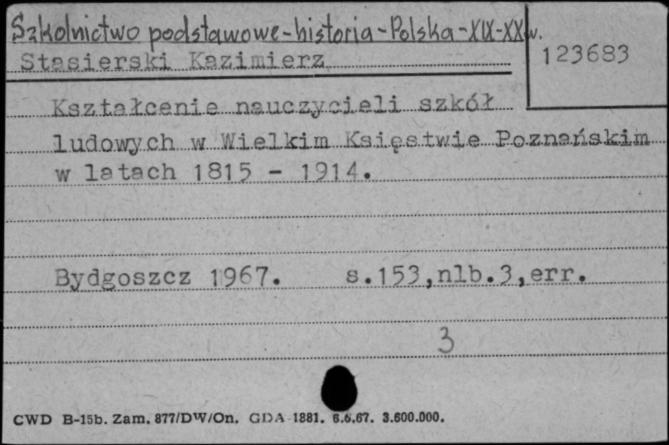 Szkolnictwo podstawowe-historia-Polska-XIX-XX w.
Stasierski Kazimierz
123683
Kształcenie nauczycieli szkół
ludowych w Wielkim Księstwie Poznańskim
w latach 1815 - 1914.
Bydgoszcz 1967. s.153,nlb.3,err.
3
CWD B-15b. Zam. 877/DW/On. GDA-1881. 6.6.67. 3.600.000.